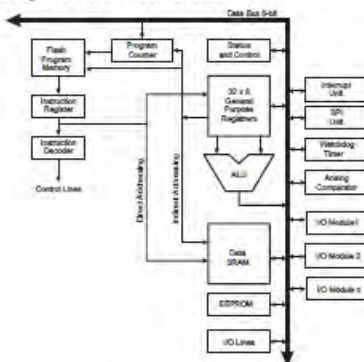 Data Bus 8-bit
Flash
Program
Memory
Program
Counter
Status
and Control
Instruction
Register
32 x 8
General
Purpose
Registers
Interrupt
Unit
SPI
Unit
Instruction
Decoder
Watchdog
Timer
Direct Addressing
Indirect Addressing
ALU
Analog
Comparator
Control Lines
I/O Module1
Data
SRAM
I/O Module 2
I/O Module n
EEPROM
I/O Lines